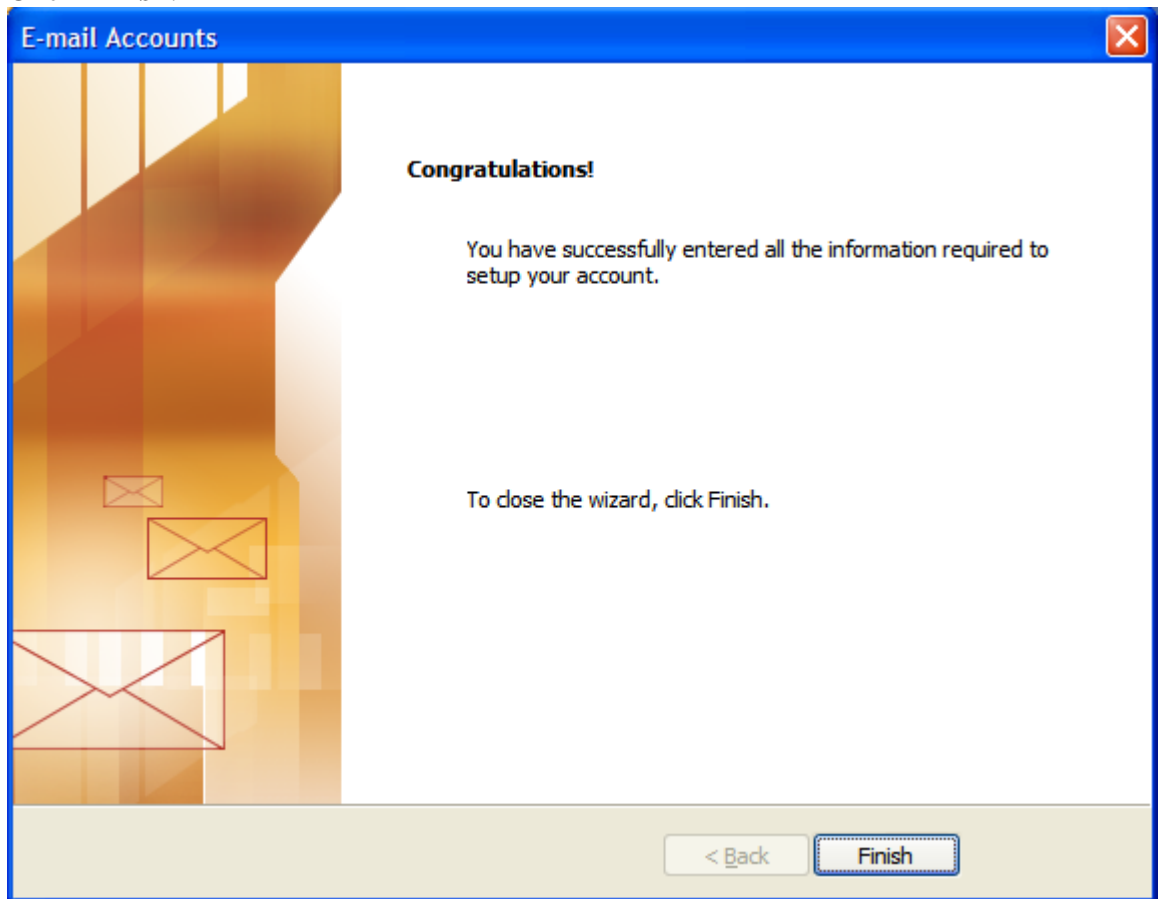 E-mail Accounts
Congratulations!
You have successfully entered all the information required to
setup your account.
To close the wizard, click Finish.
< Back
Finish